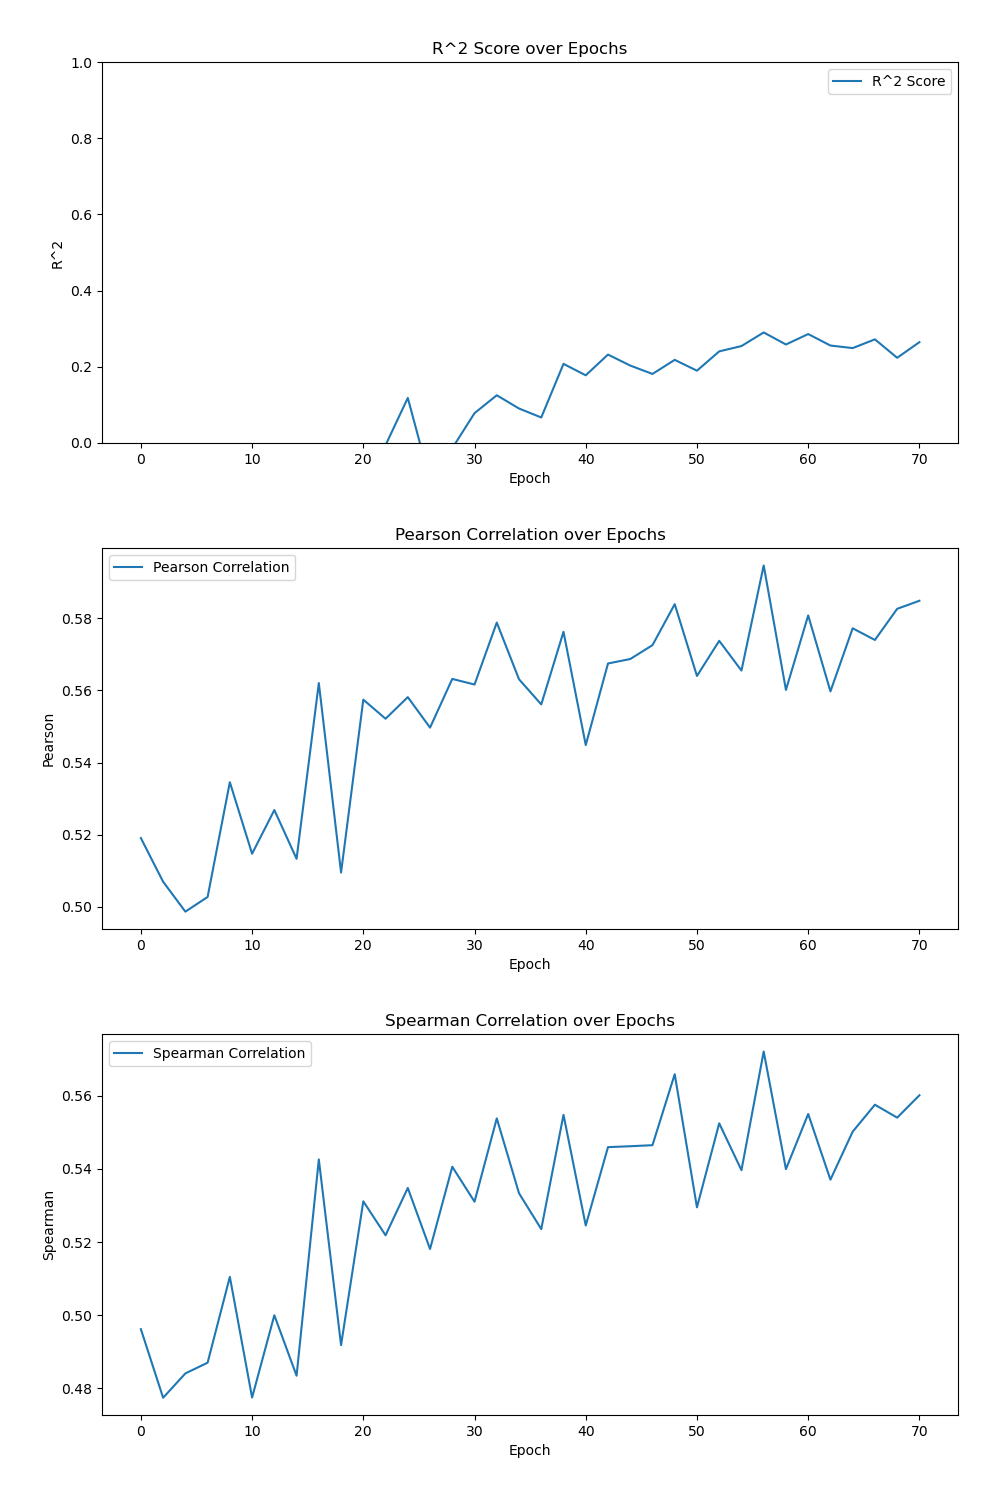 R^2 Score over Epochs
1.0
R^2 Score
0.8
0.6
R^2
0.4
0.2
0.0
0 10 20 30 40 50 60 70
Epoch
Pearson Correlation over Epochs
Pearson Correlation
0.58
0.56
Pearson
0.54
0.52
0.50
0 10 20 30 40 50 60 70
Epoch
Spearman Correlation over Epochs
Spearman Correlation
0.56
0.54
Spearman
0.52
0.50
0.48
0 10 20 30 40 50 60 70
Epoch